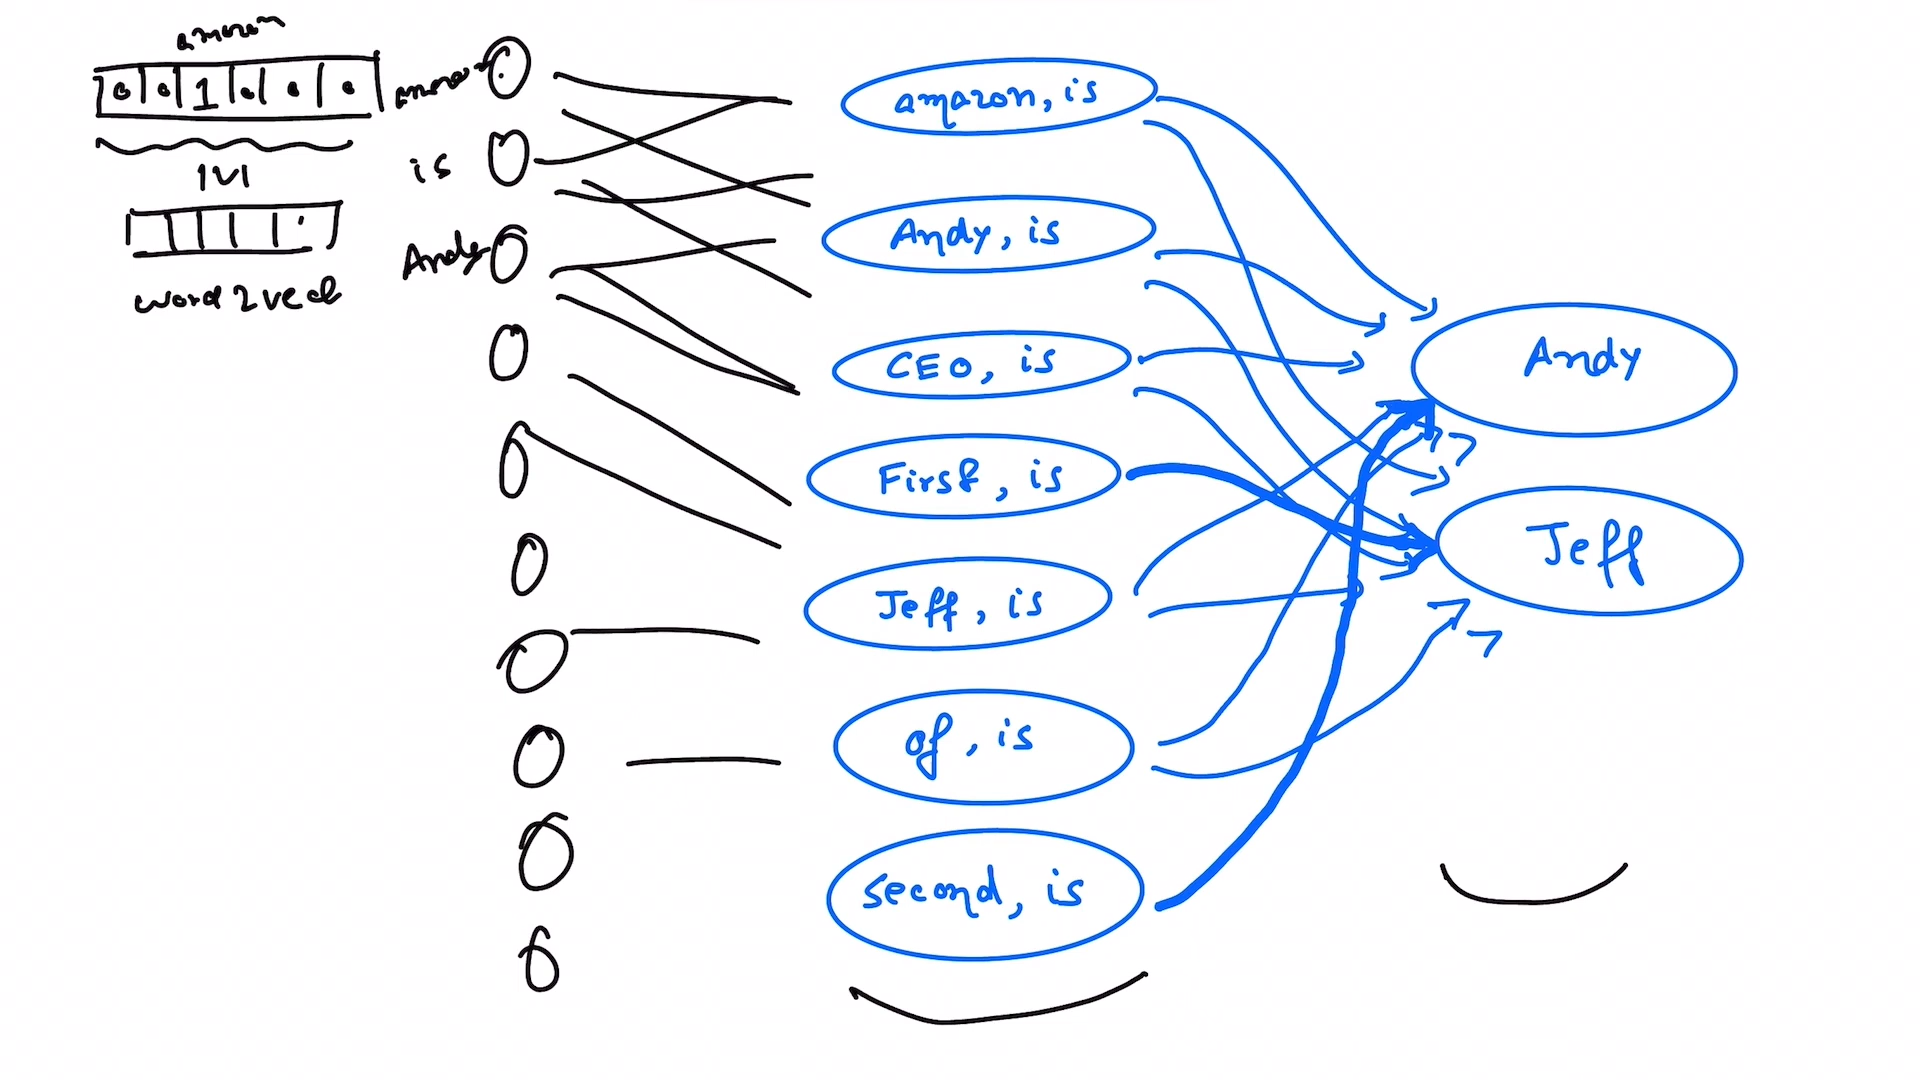 amazon
0 0 1 0 0 0
|V|
word2vec
amazon
is
Andy
amazon, is
Andy, is
CEO, is
First, is
Jeff, is
of, is
second, is
Andy
Jeff